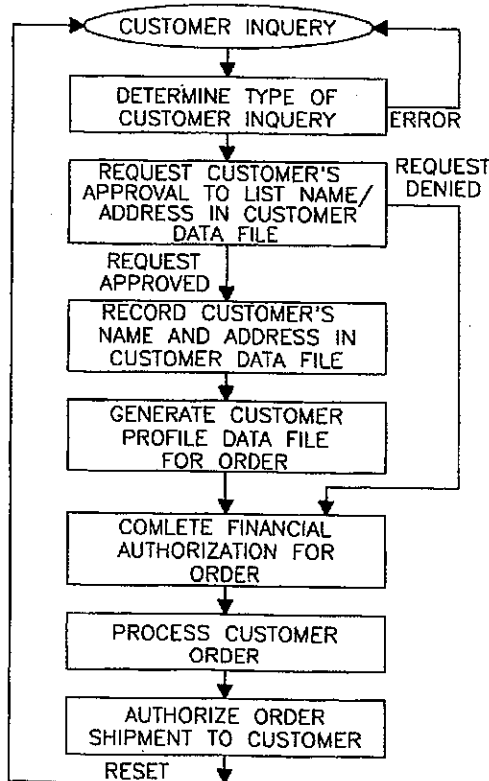 CUSTOMER INQUERY
DETERMINE TYPE OF
CUSTOMER INQUERY
ERROR
REQUEST CUSTOMER'S
APPROVAL TO LIST NAME/
ADDRESS IN CUSTOMER
DATA FILE
REQUEST
DENIED
REQUEST
APPROVED
RECORD CUSTOMER'S
NAME AND ADDRESS IN
CUSTOMER DATA FILE
GENERATE CUSTOMER
PROFILE DATA FILE
FOR ORDER
COMLETE FINANCIAL
AUTHORIZATION FOR
ORDER
PROCESS CUSTOMER
ORDER
AUTHORIZE ORDER
SHIPMENT TO CUSTOMER
RESET